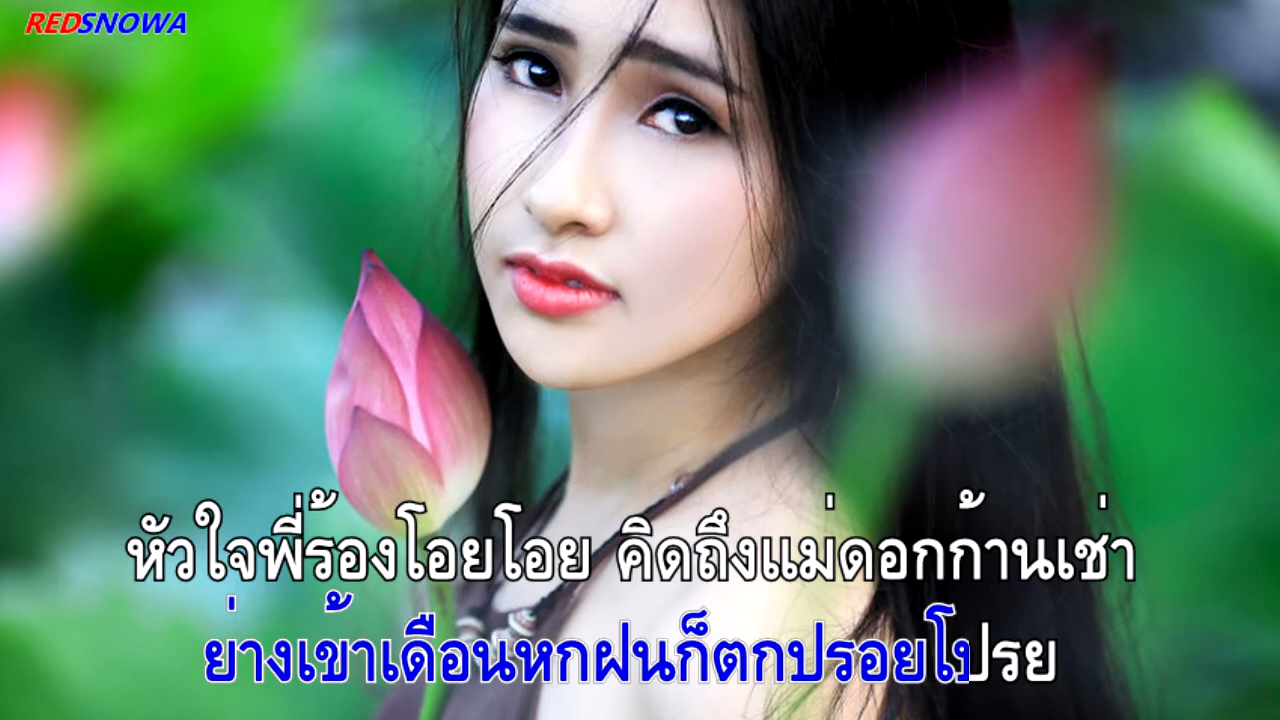 REDSNOWA
หัวใจพี่ร้องโอยโอย คิดถึงแม่ดอกก้านเช่า
ย่างเข้าเดือนหกฝนก็ตกปรอยโปรย